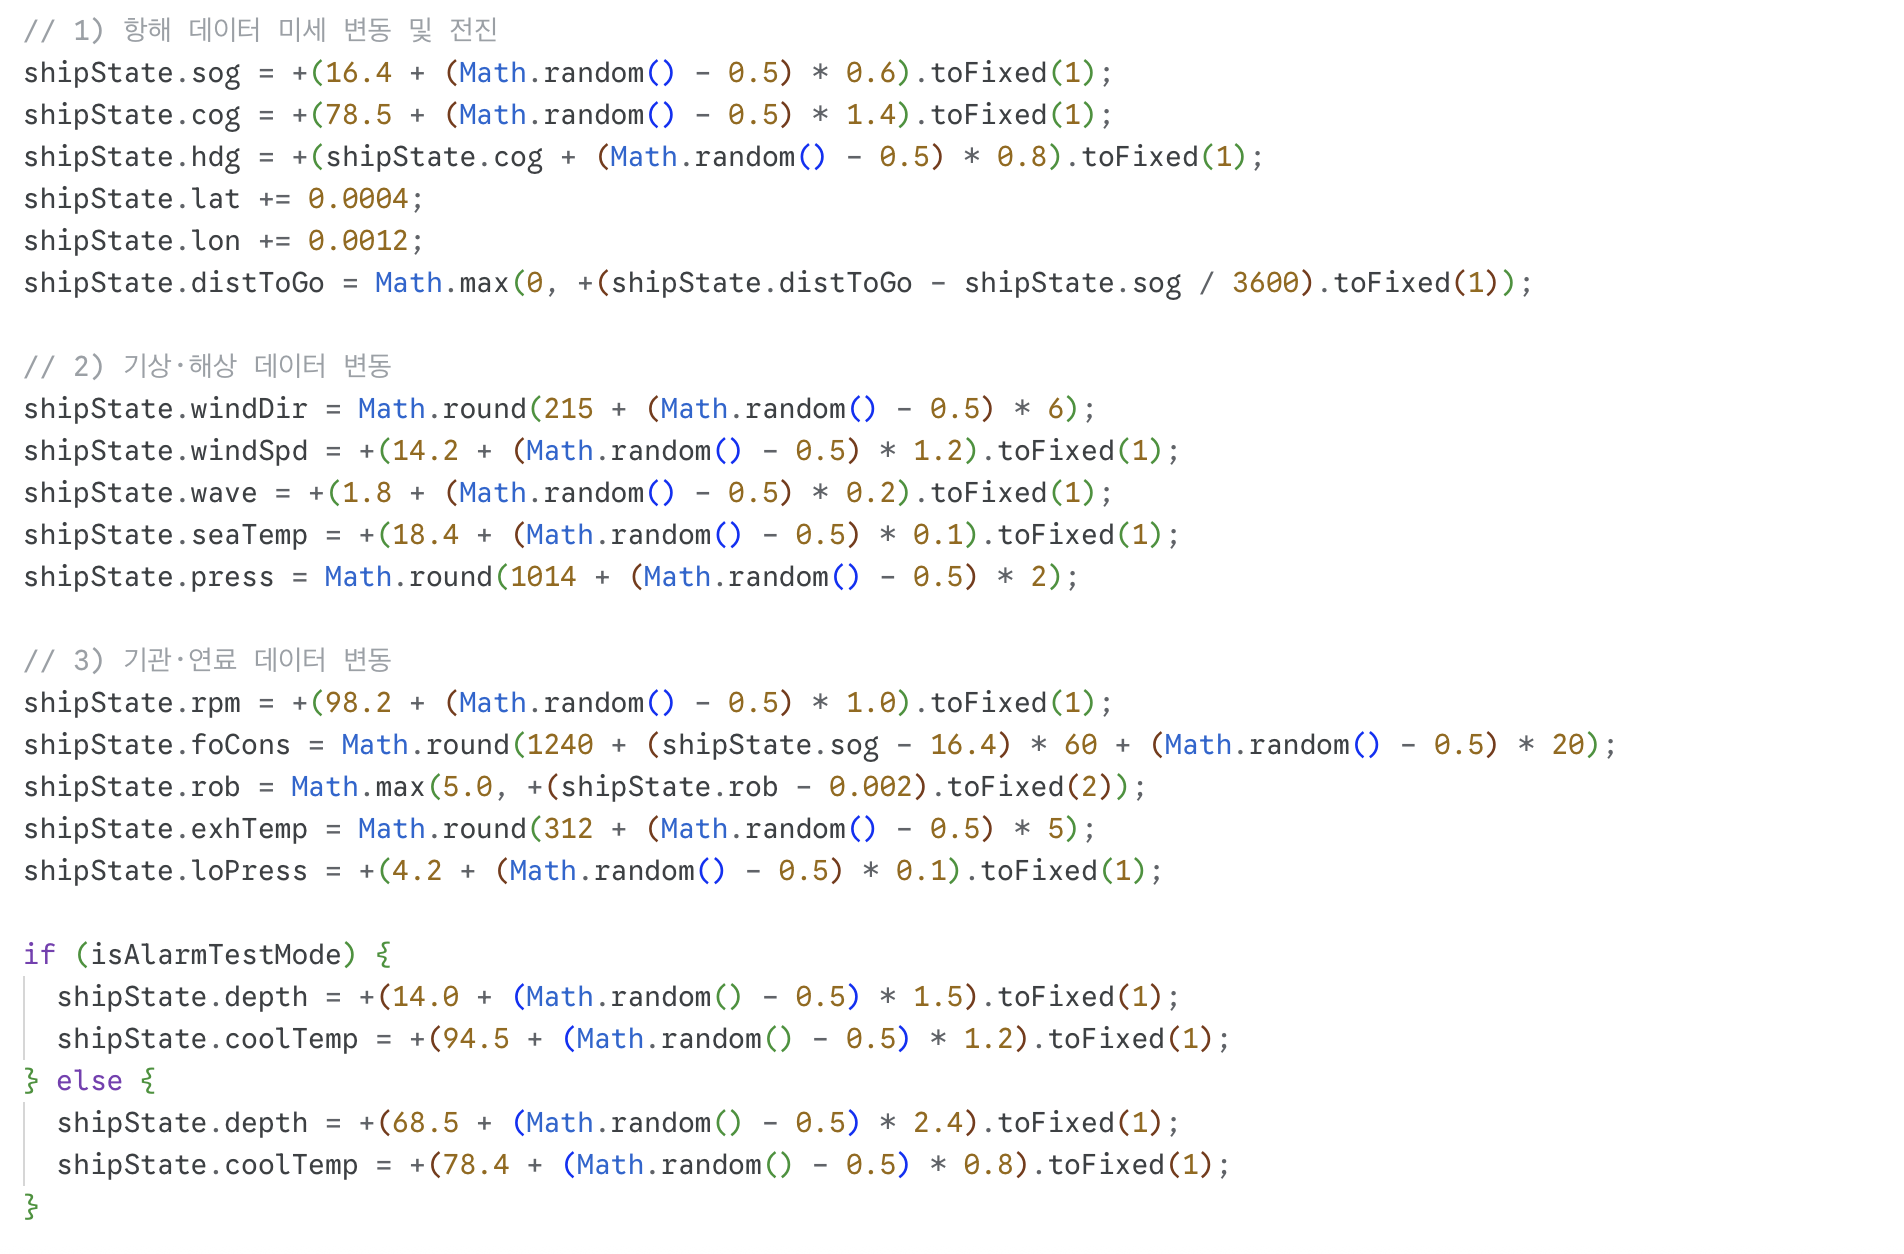 // 1) 항해 데이터 미세 변동 및 전진
shipState.sog = +(16.4 + (Math.random() - 0.5) * 0.6).toFixed(1);
shipState.cog = +(78.5 + (Math.random() - 0.5) * 1.4).toFixed(1);
shipState.hdg = +(shipState.cog + (Math.random() - 0.5) * 0.8).toFixed(1);
shipState.lat += 0.0004;
shipState.lon += 0.0012;
shipState.distToGo = Math.max(0, +(shipState.distToGo - shipState.sog / 3600).toFixed(1));

// 2) 기상·해상 데이터 변동
shipState.windDir = Math.round(215 + (Math.random() - 0.5) * 6);
shipState.windSpd = +(14.2 + (Math.random() - 0.5) * 1.2).toFixed(1);
shipState.wave = +(1.8 + (Math.random() - 0.5) * 0.2).toFixed(1);
shipState.seaTemp = +(18.4 + (Math.random() - 0.5) * 0.1).toFixed(1);
shipState.press = Math.round(1014 + (Math.random() - 0.5) * 2);

// 3) 기관·연료 데이터 변동
shipState.rpm = +(98.2 + (Math.random() - 0.5) * 1.0).toFixed(1);
shipState.foCons = Math.round(1240 + (shipState.sog - 16.4) * 60 + (Math.random() - 0.5) * 20);
shipState.rob = Math.max(5.0, +(shipState.rob - 0.002).toFixed(2));
shipState.exhTemp = Math.round(312 + (Math.random() - 0.5) * 5);
shipState.loPress = +(4.2 + (Math.random() - 0.5) * 0.1).toFixed(1);

if (isAlarmTestMode) {
  shipState.depth = +(14.0 + (Math.random() - 0.5) * 1.5).toFixed(1);
  shipState.coolTemp = +(94.5 + (Math.random() - 0.5) * 1.2).toFixed(1);
} else {
  shipState.depth = +(68.5 + (Math.random() - 0.5) * 2.4).toFixed(1);
  shipState.coolTemp = +(78.4 + (Math.random() - 0.5) * 0.8).toFixed(1);
}